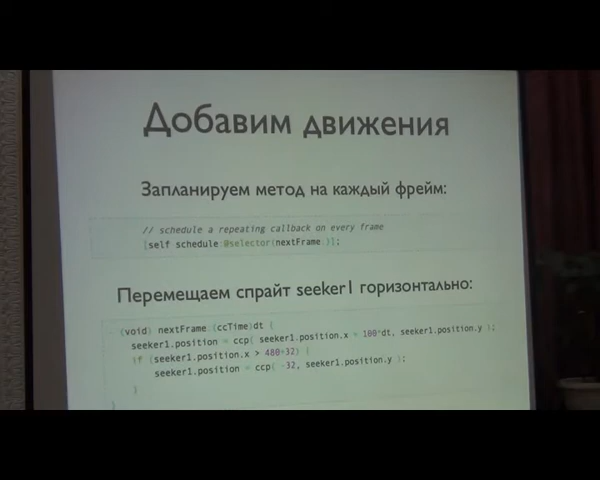 Добавим движения
Запланируем метод на каждый фрейм:
// schedule a repeating callback on every frame
[self schedule:@selector(nextFrame:)];
Перемещаем спрайт seeker1 горизонтально:
- (void) nextFrame:(ccTime)dt {
seeker1.position = ccp( seeker1.position.x + 100*dt, seeker1.position.y );
if (seeker1.position.x > 480+32) {
seeker1.position = ccp( -32, seeker1.position.y );
}
}